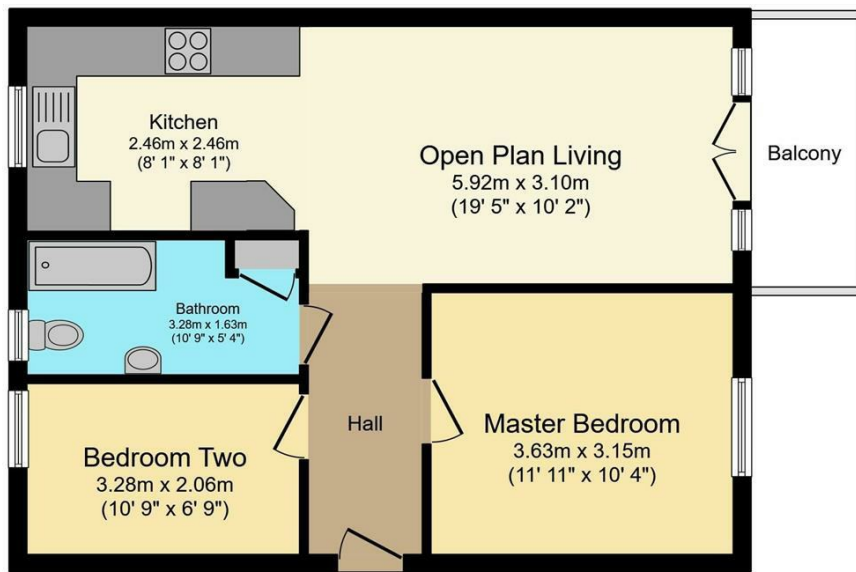 Kitchen
2.46m x 2.46m
(8' 1" x 8' 1")
Open Plan Living
5.92m x 3.10m
(19' 5" x 10' 2")
Balcony
Bathroom
3.28m x 1.63m
(10' 9" x 5' 4")
Hall
Master Bedroom
3.63m x 3.15m
(11' 11" x 10' 4")
Bedroom Two
3.28m x 2.06m
(10' 9" x 6' 9")